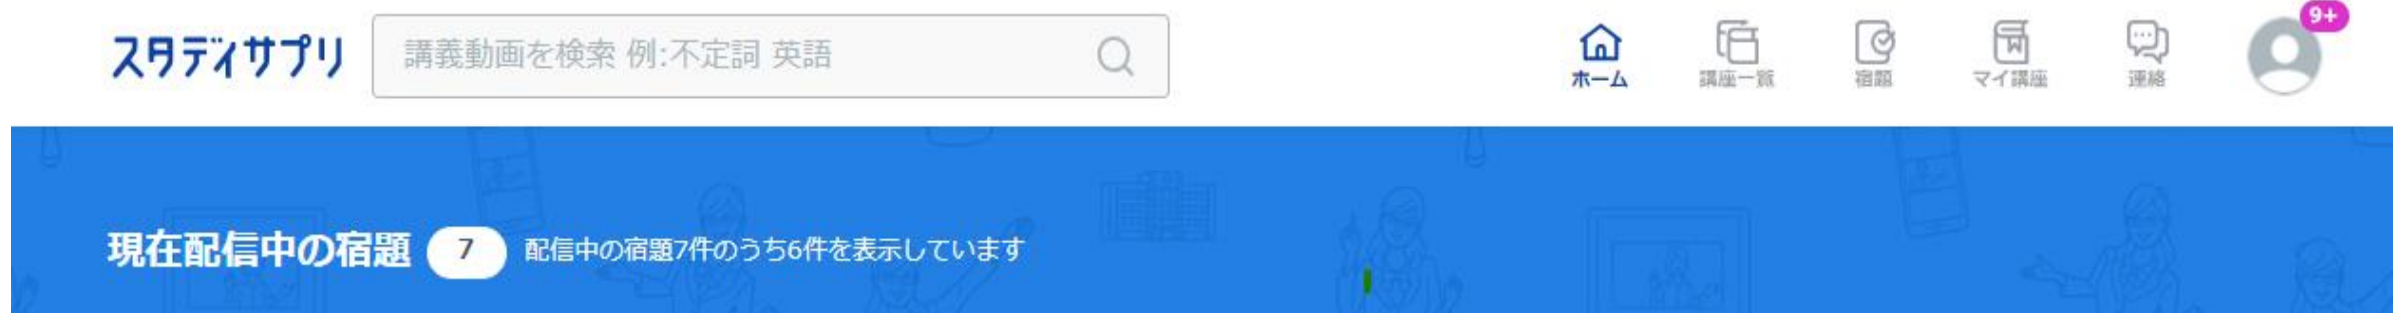 スタディサプリ
講義動画を検索 例:不定詞 英語
ホーム
講座一覧
宿題
マイ講座
連絡
9+
現在配信中の宿題 7 配信中の宿題7件のうち6件を表示しています